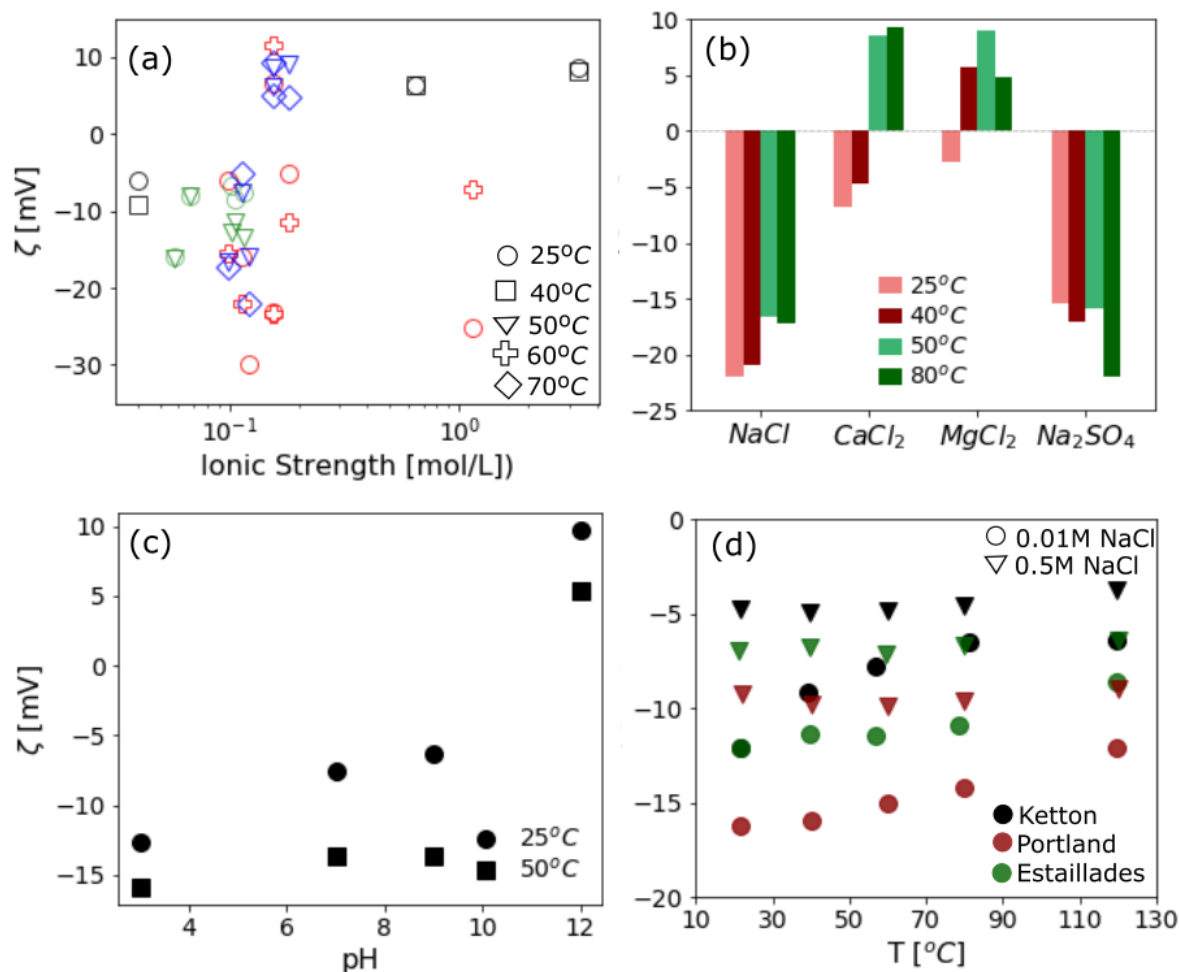 (a)
10
0
−10
−20
−30
ζ [mV]
25°C
40°C
50°C
60°C
70°C
10⁻¹
10⁰
Ionic Strength [mol/L])
(b)
10
5
0
−5
−10
−15
−20
−25
25°C
40°C
50°C
80°C
NaCl
CaCl₂
MgCl₂
Na₂SO₄
(c)
10
5
0
−5
−10
−15
ζ [mV]
25°C
50°C
4
6
8
10
12
pH
(d)
0
−5
−10
−15
−20
0.01M NaCl
0.5M NaCl
Ketton
Portland
Estaillades
10
30
50
70
90
110
130
T [°C]